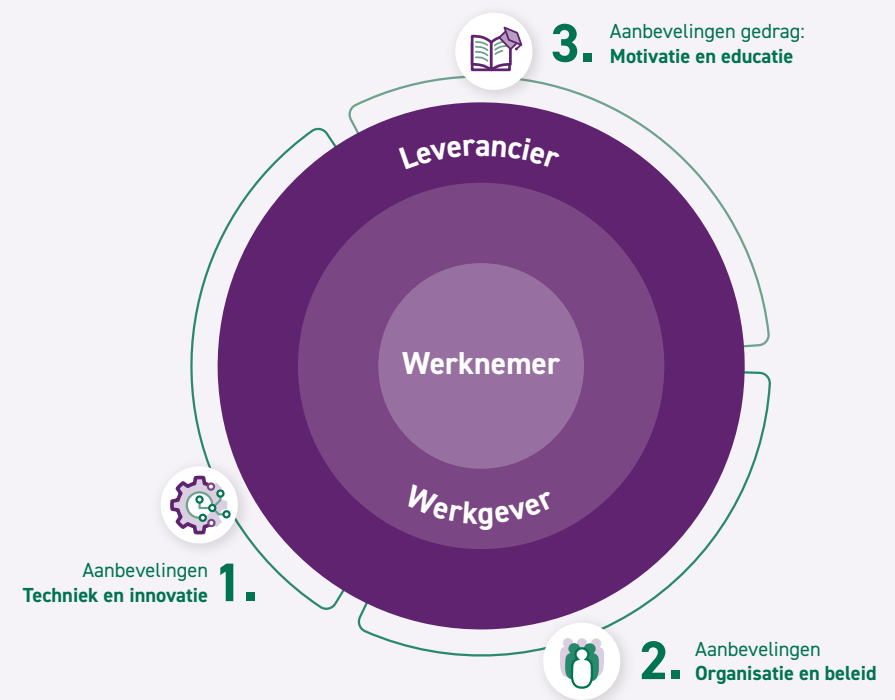 3.
Aanbevelingen gedrag:
Motivatie en educatie
Leverancier
Werknemer
Werkgever
Aanbevelingen
Techniek en innovatie
1.
2.
Aanbevelingen
Organisatie en beleid